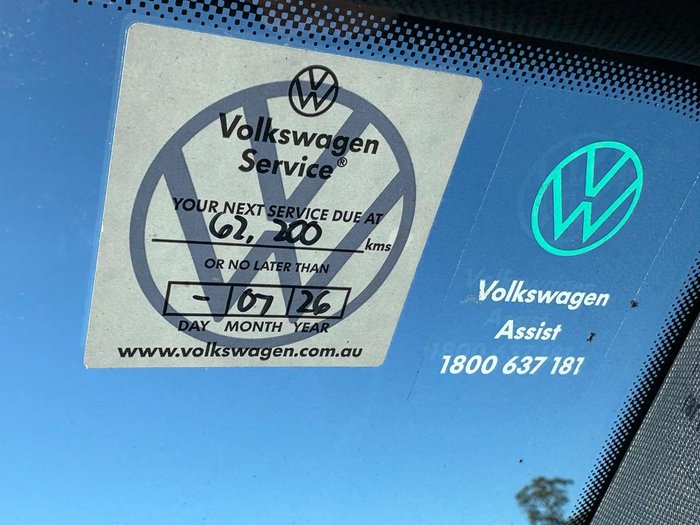 Volkswagen
Service®
YOUR NEXT SERVICE DUE AT
62,200 kms
OR NO LATER THAN
- 07 26
DAY MONTH YEAR
www.volkswagen.com.au
Volkswagen
Assist
1800 637 181